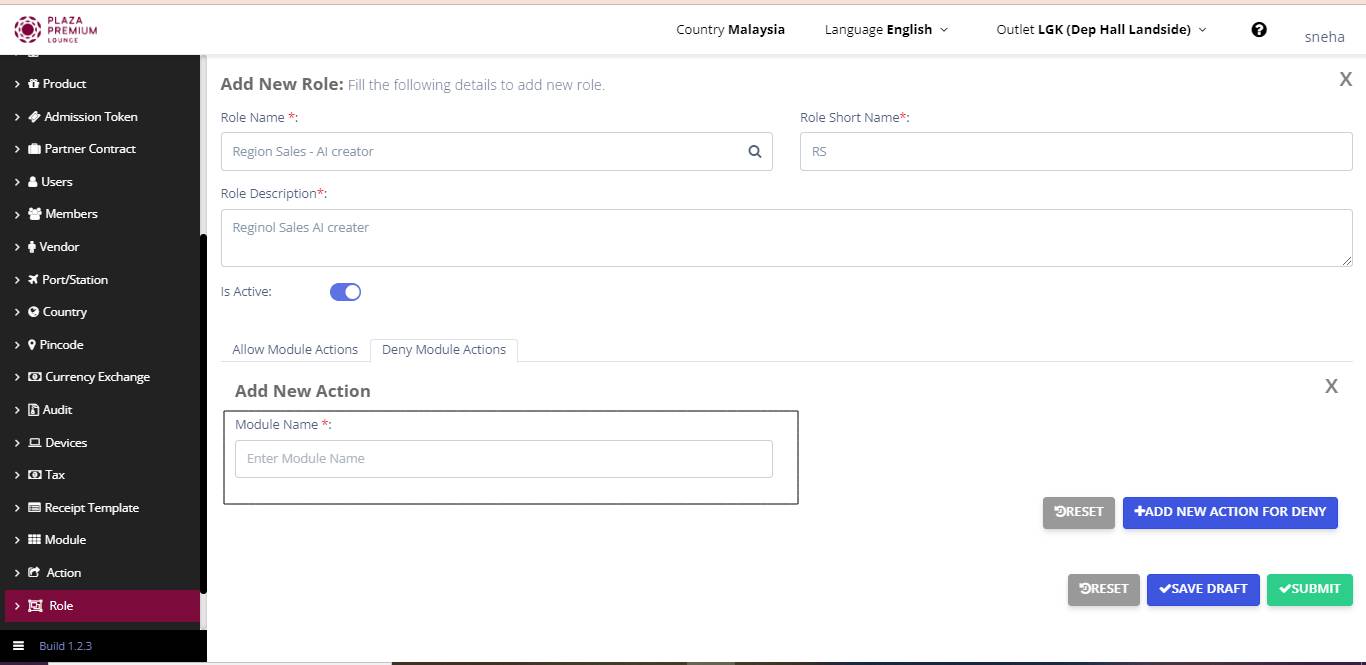 PLAZA
PREMIUM
LOUNGE
Country Malaysia
Language English
Outlet LGK (Dep Hall Landside)
sneha
Product
Admission Token
Partner Contract
Users
Members
Vendor
Port/Station
Country
Pincode
Currency Exchange
Audit
Devices
Tax
Receipt Template
Module
Action
Role
Build 1.2.3
Add New Role: Fill the following details to add new role.
X
Role Name *:
Region Sales - AI creator
Role Short Name*:
RS
Role Description*:
Reginol Sales AI creater
Is Active:
Allow Module Actions
Deny Module Actions
Add New Action
X
Module Name *:
Enter Module Name
RESET
ADD NEW ACTION FOR DENY
RESET
SAVE DRAFT
SUBMIT